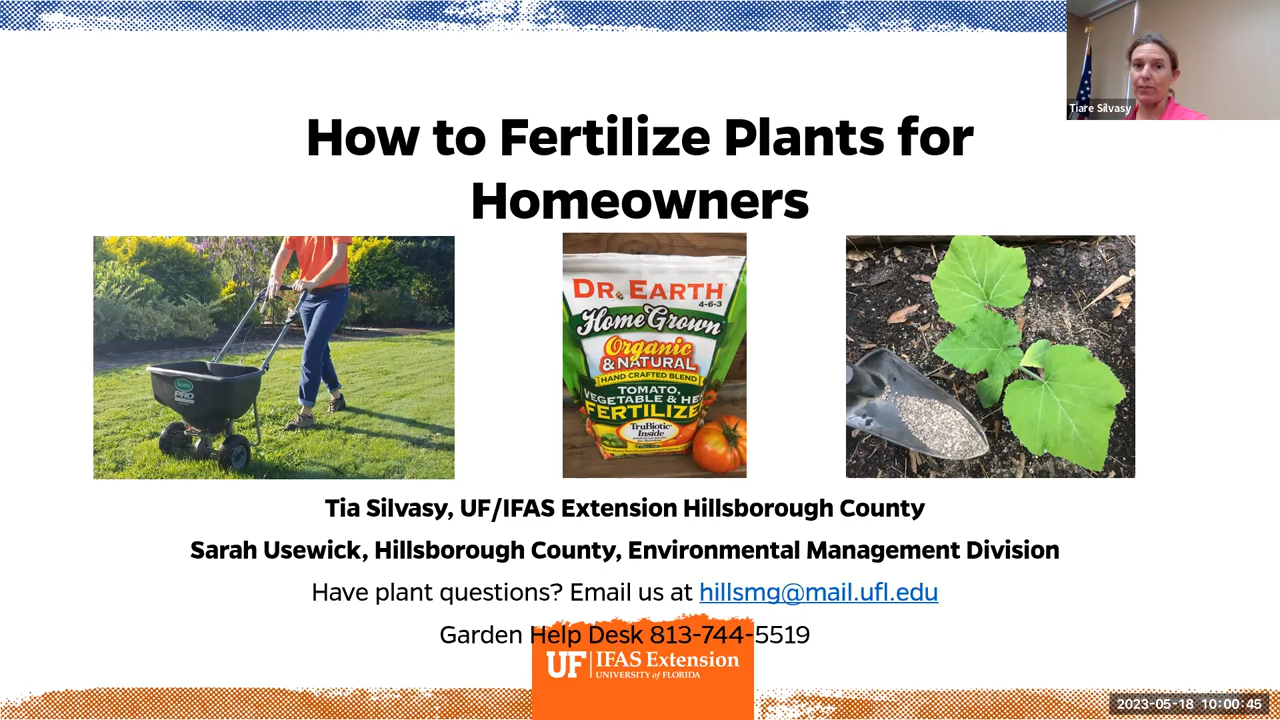 Tiare Silvasy
How to Fertilize Plants for
Homeowners
Scotts
PRO
DR. EARTH
4-6-3
Home Grown
Organic
& NATURAL
HAND CRAFTED BLEND
TOMATO,
VEGETABLE & HE
FERTILIZE
TruBiotic
Inside
Tia Silvasy, UF/IFAS Extension Hillsborough County
Sarah Usewick, Hillsborough County, Environmental Management Division
Have plant questions? Email us at hillsmg@mail.ufl.edu
Garden Help Desk 813-744-5519
UF IFAS Extension
UNIVERSITY of FLORIDA
2023-05-18 10:00:45